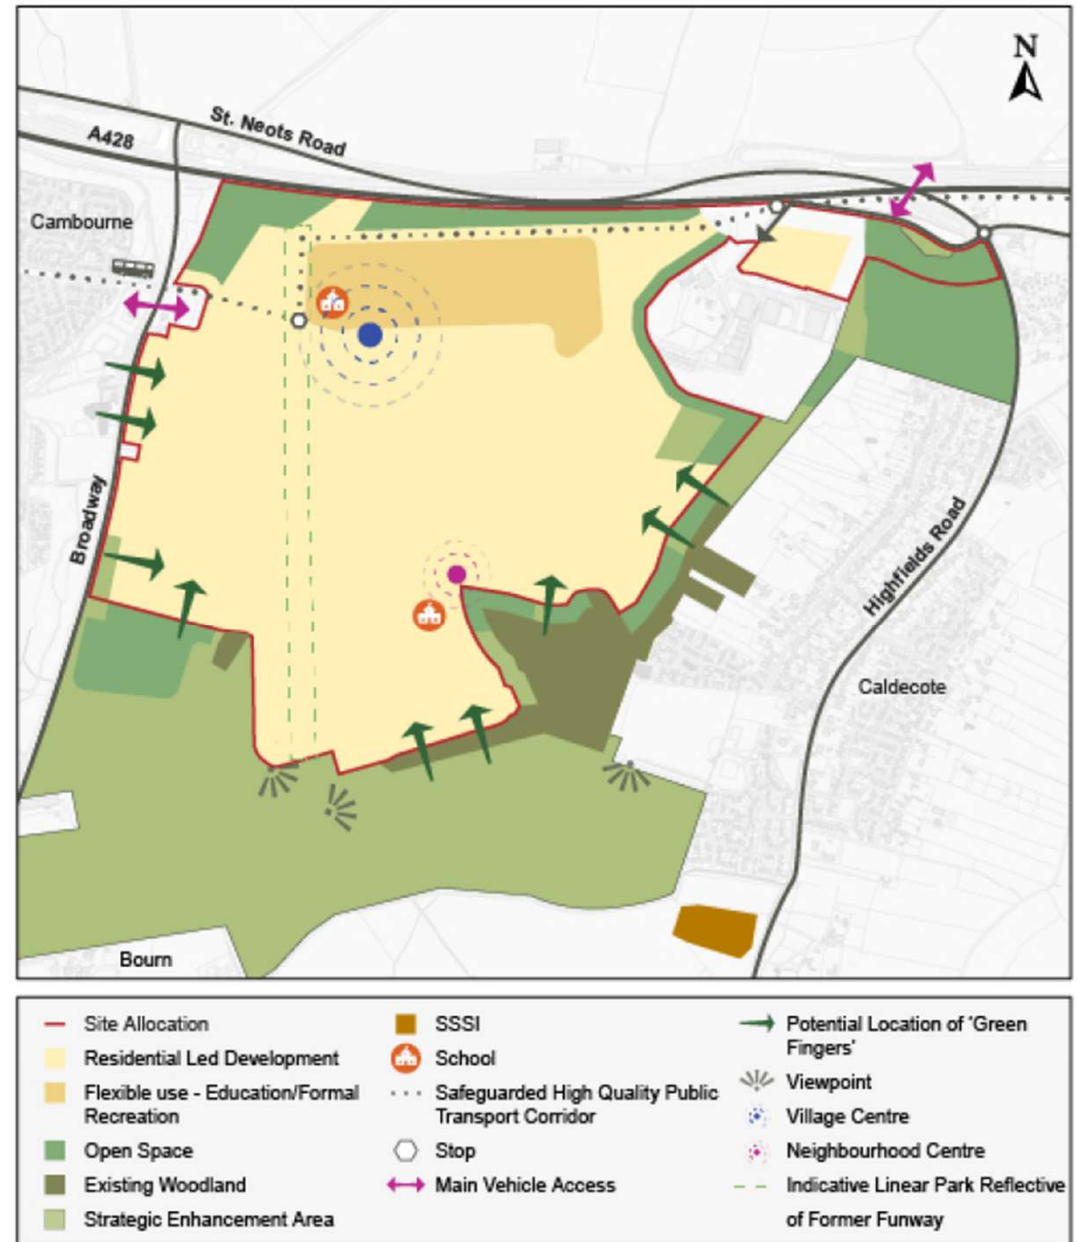 N
St. Neots Road
A428
Cambourne
Broadway
Highfields Road
Caldecote
Bourn
Site Allocation
Residential Led Development
Flexible use - Education/Formal
Recreation
Open Space
Existing Woodland
Strategic Enhancement Area
SSSI
School
Safeguarded High Quality Public
Transport Corridor
Stop
Main Vehicle Access
Potential Location of 'Green
Fingers'
Viewpoint
Village Centre
Neighbourhood Centre
Indicative Linear Park Reflective
of Former Funway